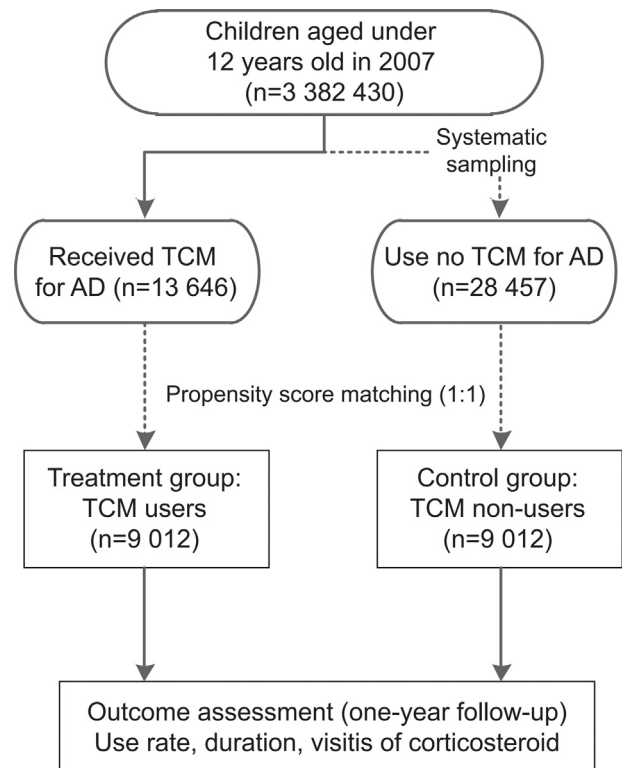 Children aged under
12 years old in 2007
(n=3 382 430)
Systematic
sampling
Received TCM
for AD (n=13 646)
Use no TCM for AD
(n=28 457)
Propensity score matching (1:1)
Treatment group:
TCM users
(n=9 012)
Control group:
TCM non-users
(n=9 012)
Outcome assessment (one-year follow-up)
Use rate, duration, visitis of corticosteroid